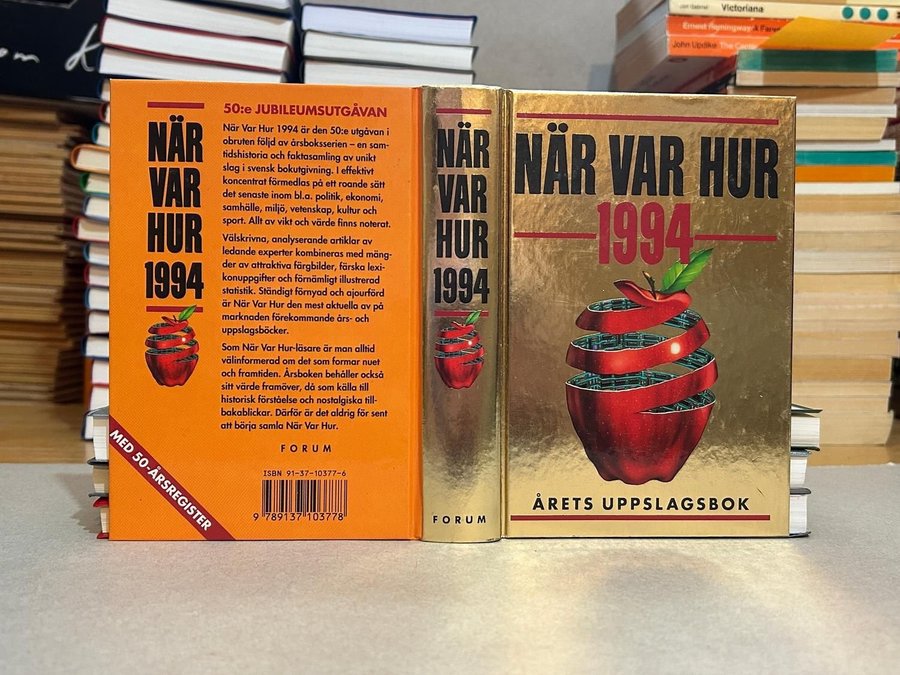 NÄR
VAR
HUR
1994
50:e JUBILEUMSUTGÅVAN
När Var Hur 1994 är den 50:e utgåvan i
obruten följd av årsboksserien – en sam-
tidshistoria och faktasamling av unikt
slag i svensk bokutgivning. I effektivt
koncentrat förmedlas på ett roande sätt
det senaste inom bl.a. politik, ekonomi,
samhälle, miljö, vetenskap, kultur och
sport. Allt av vikt och värde finns noterat.
Välskrivna, analyserande artiklar av
ledande experter kombineras med mäng-
der av attraktiva färgbilder, färska lexi-
konuppgifter och förnämligt illustrerad
statistik. Ständigt förnyad och ajourförd
är När Var Hur den mest aktuella av på
marknaden förekommande års- och
uppslagsböcker.
Som När Var Hur-läsare är man alltid
välinformerad om det som formar nuet
och framtiden. Årsboken behåller också
sitt värde framöver, då som källa till
historisk förståelse och nostalgiska till-
bakablickar. Därför är det aldrig för sent
att börja samla När Var Hur.
FORUM
ISBN 91-37-10377-6
9 789137 103778
MED 50-ÅRSREGISTER
NÄR
VAR
HUR
1994
FORUM
NÄR VAR HUR
1994
ÅRETS UPPSLAGSBOK
Victoriana
Ernest Hemingway
John Updike